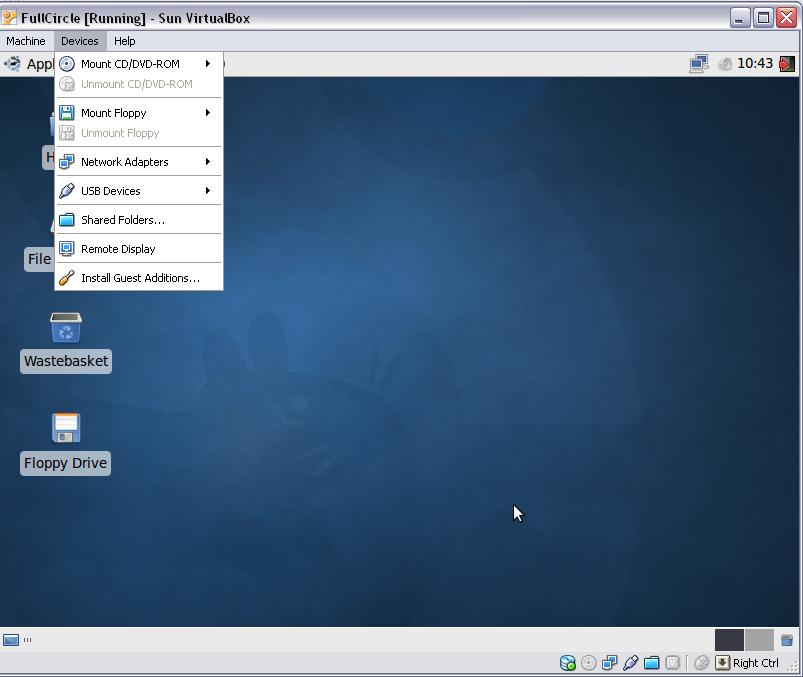 FullCircle [Running] - Sun VirtualBox
Machine Devices Help
Appl
10:43
Mount CD/DVD-ROM
Unmount CD/DVD-ROM
Mount Floppy
Unmount Floppy
Network Adapters
USB Devices
Shared Folders...
Remote Display
Install Guest Additions...
H
File
Wastebasket
Floppy Drive
Right Ctrl